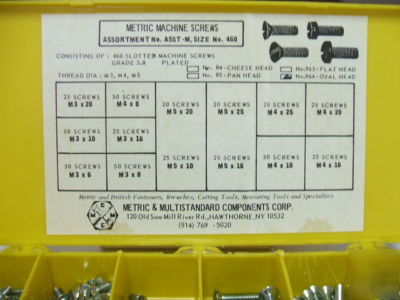 METRIC MACHINE SCREWS
ASSORTMENT No. ASST-M, SIZE No. 460
CONSISTING OF: 460 SLOTTED MACHINE SCREWS
GRADE 5.8 PLATED
THREAD DIA: M3, M4, M5
No. 84-CHEESE HEAD
No. 85-PAN HEAD
No. 963-FLAT HEAD
No. 964-OVAL HEAD
25 SCREWS M3 x 20
50 SCREWS M4 x 8
20 SCREWS M5 x 20
20 SCREWS M5 x 25
20 SCREWS M4 x 25
20 SCREWS M4 x 20
50 SCREWS M3 x 10
25 SCREWS M3 x 16
50 SCREWS M3 x 6
50 SCREWS M3 x 8
25 SCREWS M5 x 10
25 SCREWS M5 x 16
50 SCREWS M4 x 10
25 SCREWS M4 x 16
Metric and British Fasteners, Wrenches, Cutting Tools, Measuring Tools and Specialties
METRIC & MULTISTANDARD COMPONENTS CORP.
120 Old Saw Mill River Rd., HAWTHORNE, NY 10532
(914) 769-5020